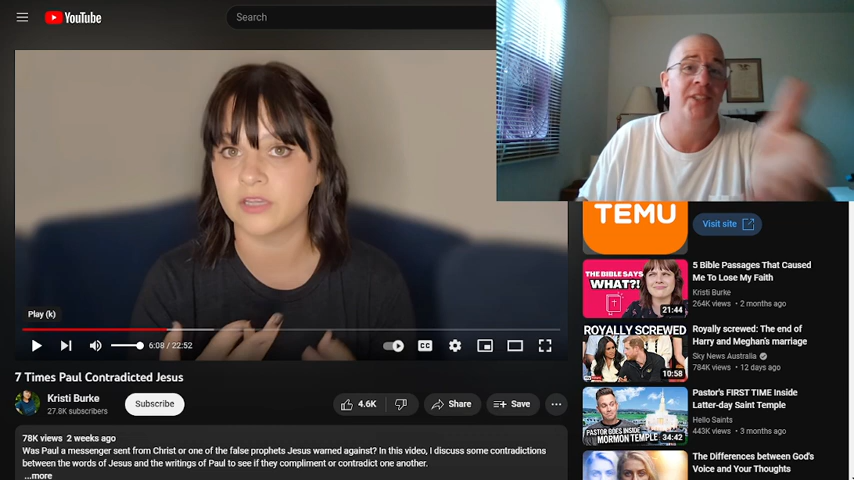 YouTube
Search
TEMU
Visit site
Play (k)
6:08 / 22:52
CC
7 Times Paul Contradicted Jesus
Kristi Burke
27.8K subscribers
Subscribe
4.6K
Share
Save
78K views 2 weeks ago
Was Paul a messenger sent from Christ or one of the false prophets Jesus warned against? In this video, I discuss some contradictions
between the words of Jesus and the writings of Paul to see if they compliment or contradict one another.
...more
THE BIBLE SAYS
WHAT?!
21:44
5 Bible Passages That Caused
Me To Lose My Faith
Kristi Burke
264K views • 2 months ago
ROYALLY SCREWED
10:58
Royally screwed: The end of
Harry and Meghan's marriage
Sky News Australia
784K views • 12 days ago
PASTOR GOES INSIDE
MORMON TEMPLE
34:42
Pastor's FIRST TIME Inside
Latter-day Saint Temple
Hello Saints
443K views • 3 months ago
The Differences between God's
Voice and Your Thoughts